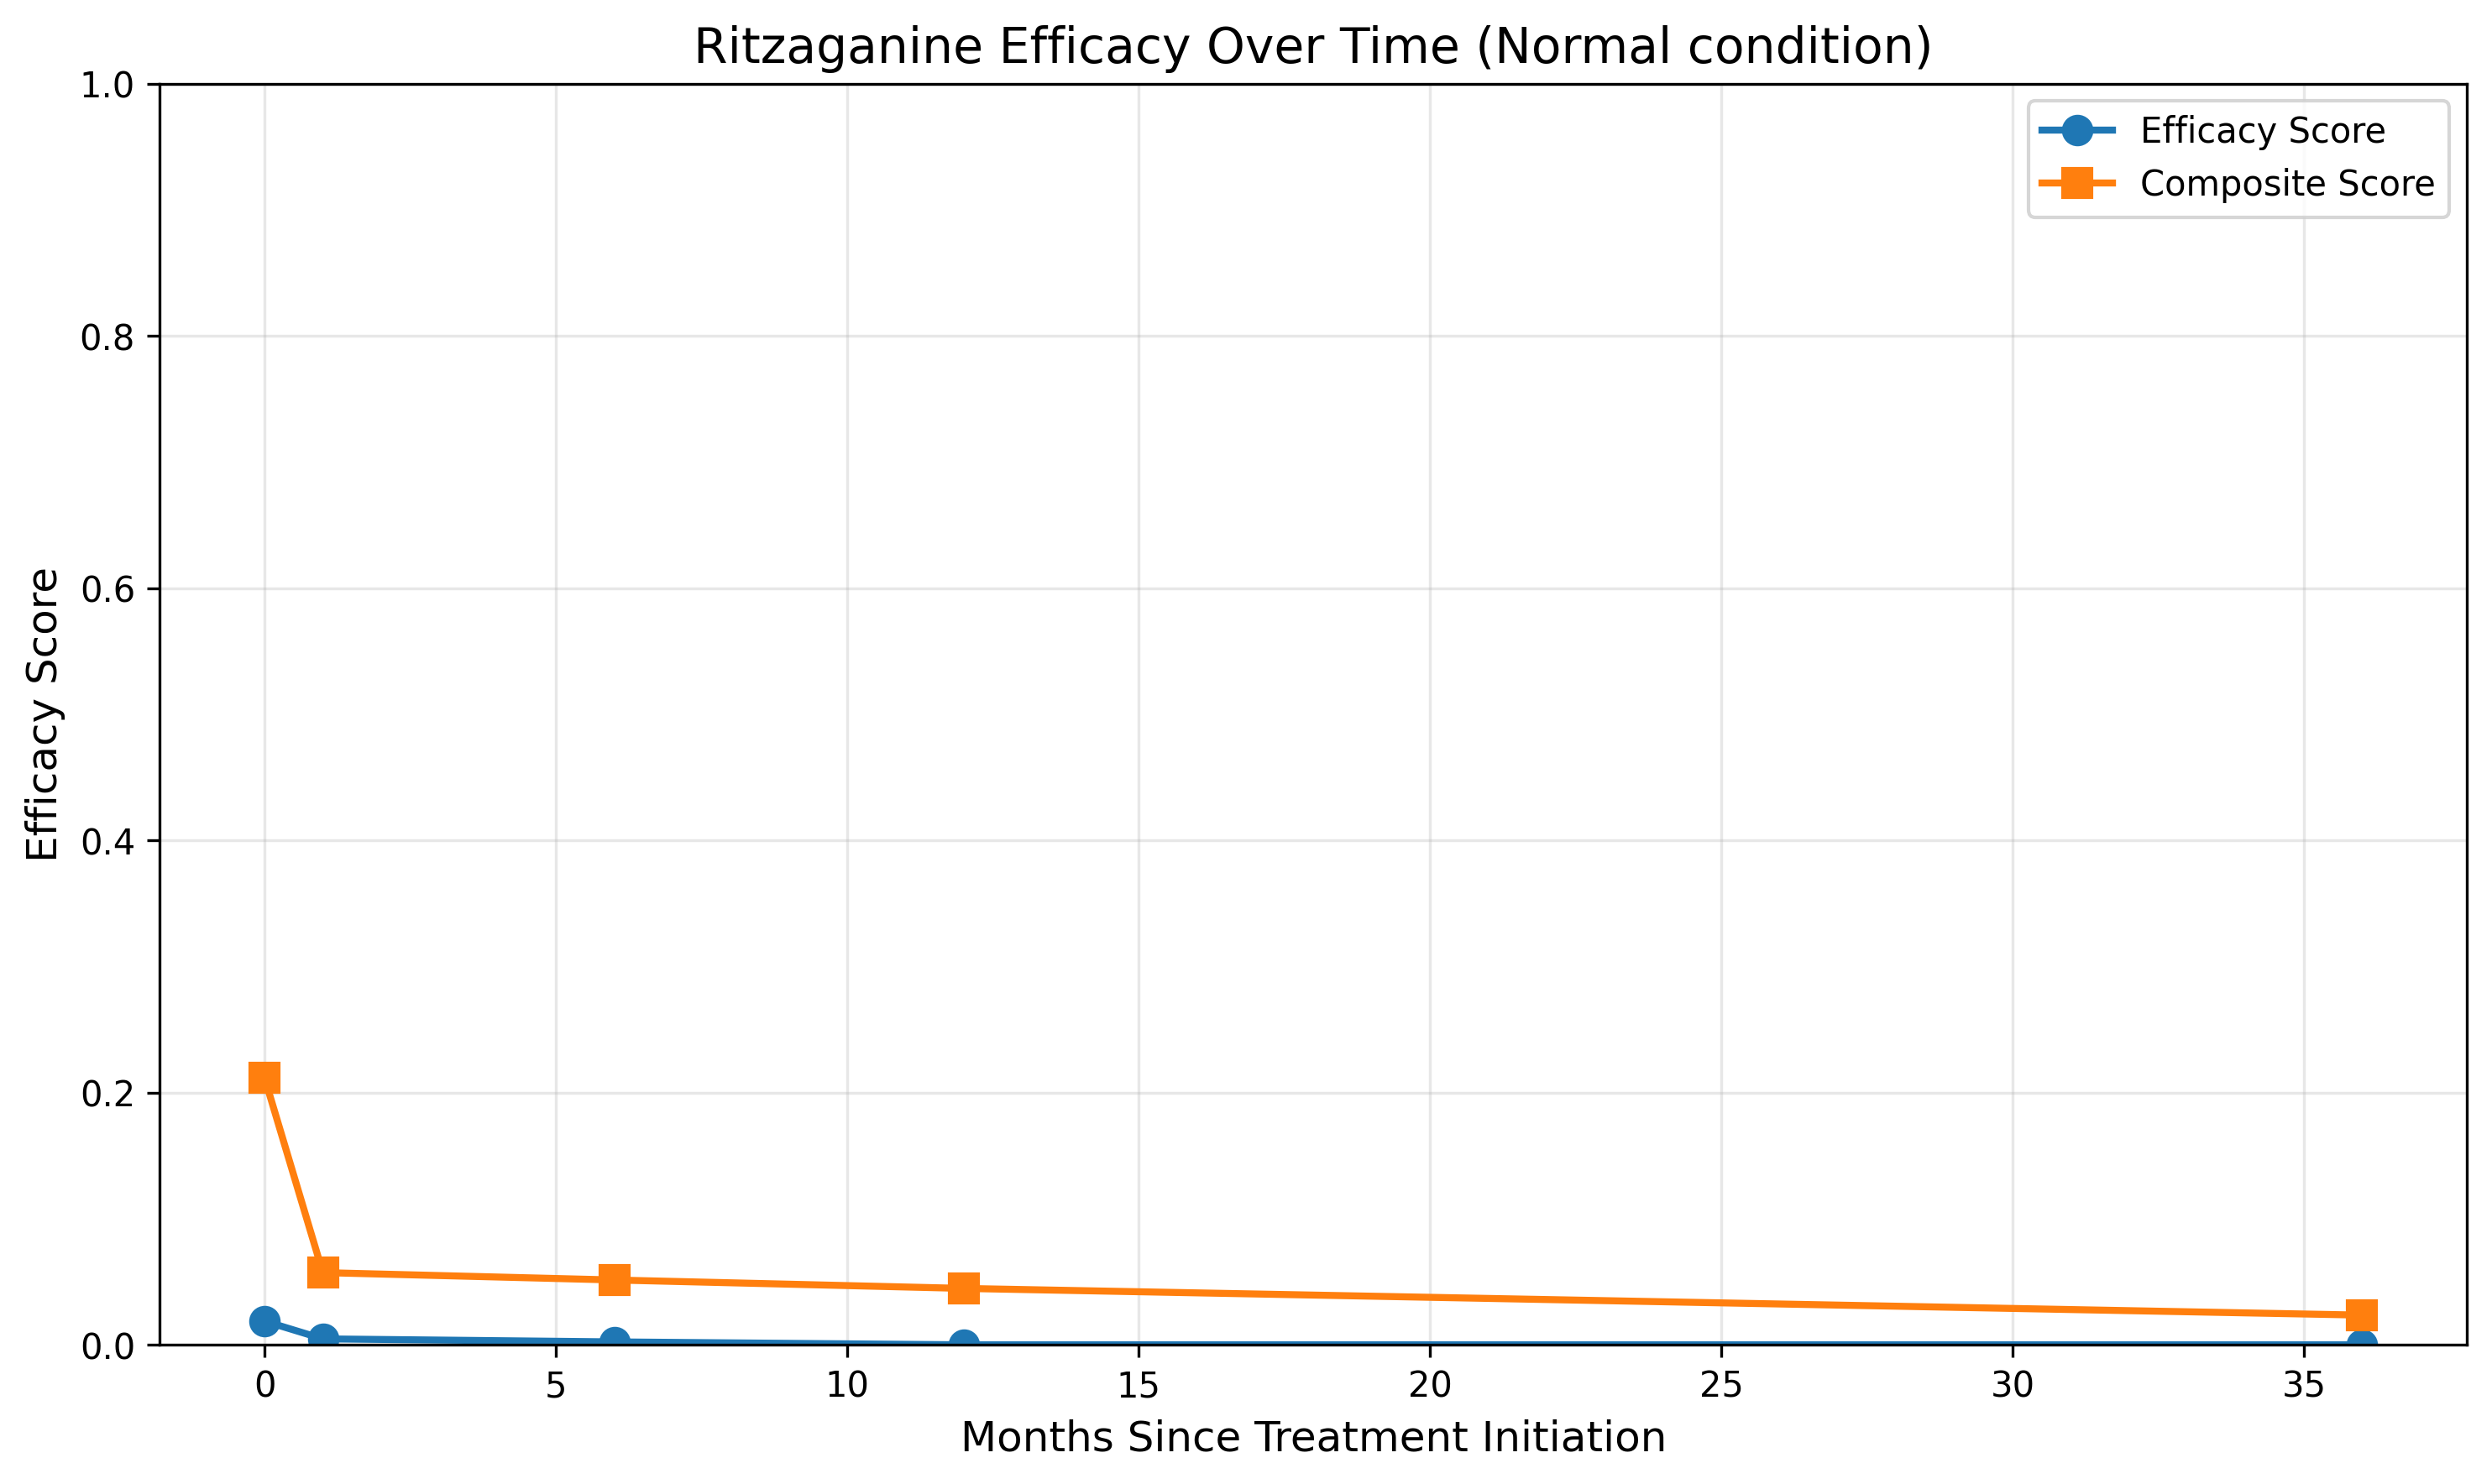 Ritzaganine Efficacy Over Time (Normal condition)
Efficacy Score
Composite Score
1.0
0.8
0.6
0.4
0.2
0.0
Efficacy Score
0 5 10 15 20 25 30 35
Months Since Treatment Initiation